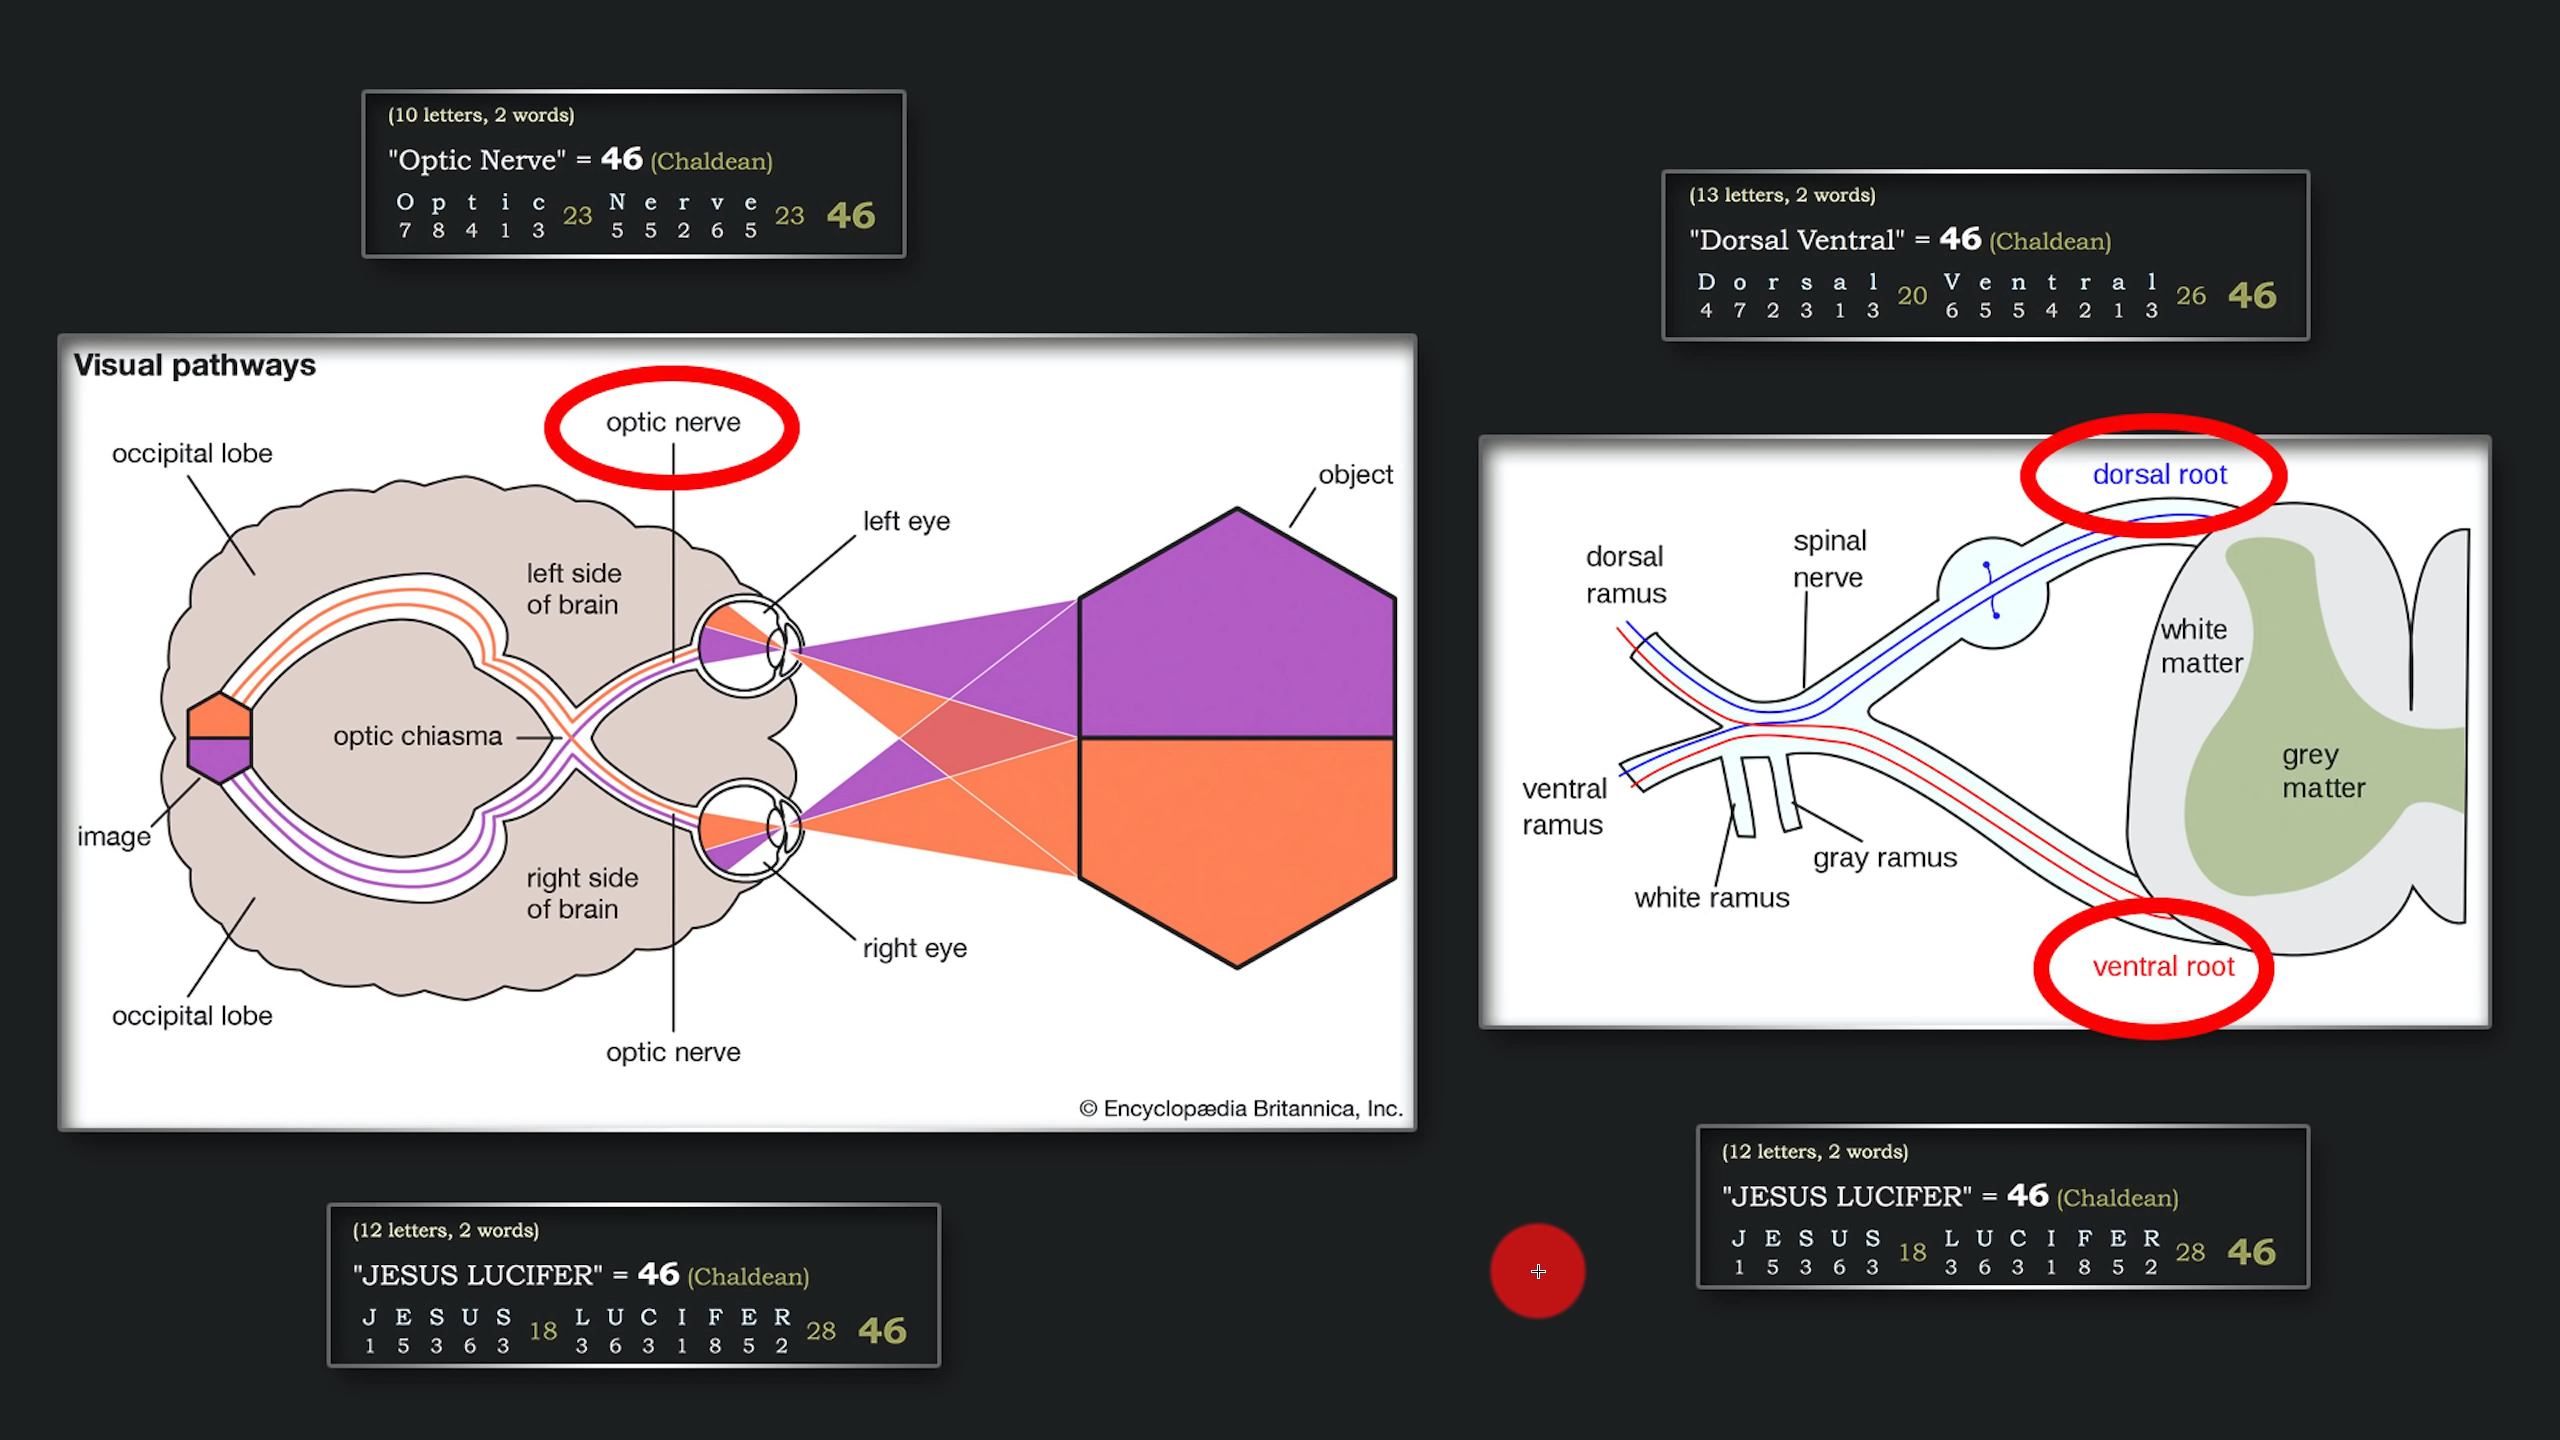 (10 letters, 2 words)
"Optic Nerve" = 46 (Chaldean)
O p t i c 23 N e r v e 23 46
7 8 4 1 3 5 5 2 6 5
(13 letters, 2 words)
"Dorsal Ventral" = 46 (Chaldean)
D o r s a l 20 V e n t r a l 26 46
4 7 2 3 1 3 6 5 5 4 2 1 3
Visual pathways
optic nerve
occipital lobe
object
left eye
left side
of brain
optic chiasma
image
right side
of brain
right eye
occipital lobe
optic nerve
© Encyclopædia Britannica, Inc.
dorsal root
spinal
nerve
dorsal
ramus
white
matter
grey
matter
ventral
ramus
gray ramus
white ramus
ventral root
(12 letters, 2 words)
"JESUS LUCIFER" = 46 (Chaldean)
J E S U S 18 L U C I F E R 28 46
1 5 3 6 3 3 6 3 1 8 5 2
(12 letters, 2 words)
"JESUS LUCIFER" = 46 (Chaldean)
J E S U S 18 L U C I F E R 28 46
1 5 3 6 3 3 6 3 1 8 5 2